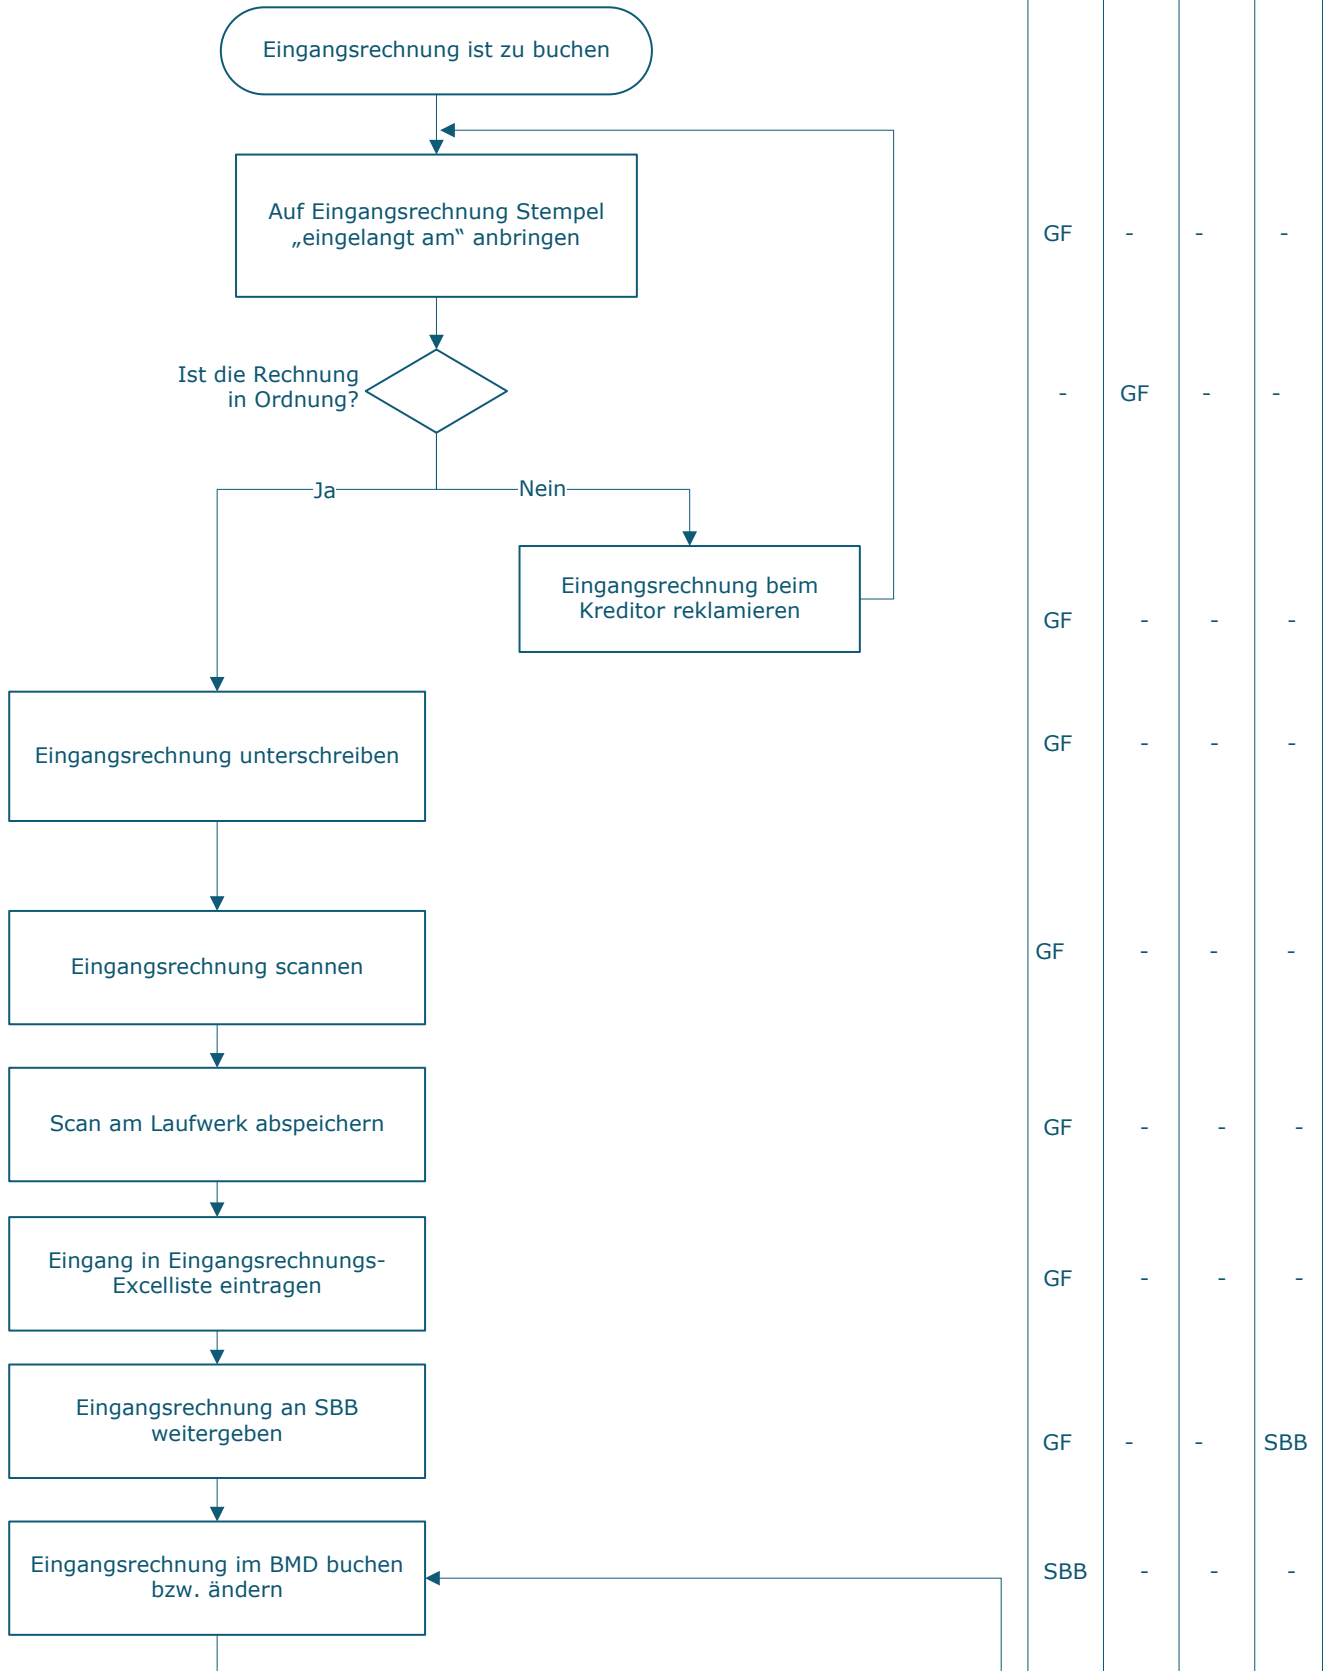 Eingangsrechnung ist zu buchen
Auf Eingangsrechnung Stempel
„eingelangt am“ anbringen
GF - - -
Ist die Rechnung
in Ordnung?
- GF - -
Ja
Nein
Eingangsrechnung beim
Kreditor reklamieren
GF - - -
Eingangsrechnung unterschreiben
GF - - -
Eingangsrechnung scannen
GF - - -
Scan am Laufwerk abspeichern
GF - - -
Eingang in Eingangsrechnungs-
Excelliste eintragen
GF - - -
Eingangsrechnung an SBB
weitergeben
GF - - SBB
Eingangsrechnung im BMD buchen
bzw. ändern
SBB - - -